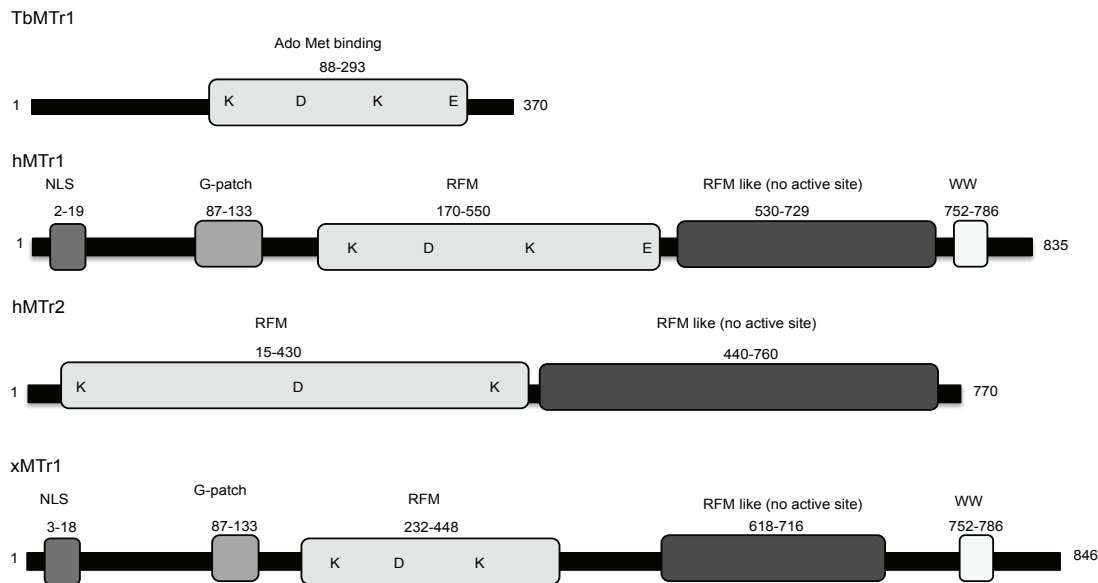 TbMTr1
Ado Met binding
88-293
1 K D K E 370
hMTr1
NLS G-patch RFM RFM like (no active site) WW
2-19 87-133 170-550 530-729 752-786
1 K D K E 835
hMTr2
RFM RFM like (no active site)
15-430 440-760
1 K D K 770
xMTr1
NLS G-patch RFM RFM like (no active site) WW
3-18 87-133 232-448 618-716 752-786
1 K D K 846